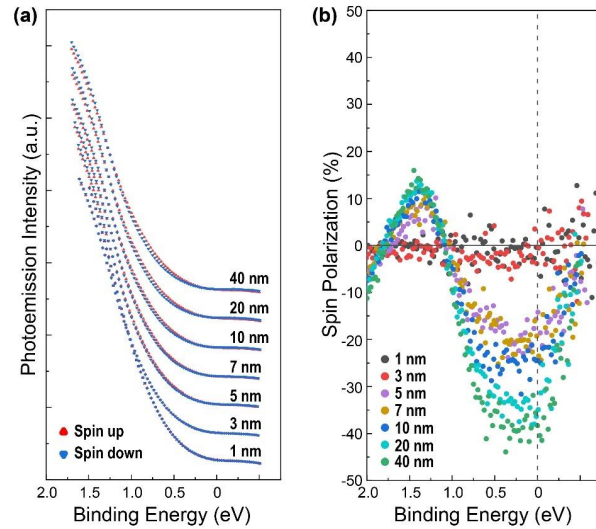 (a)
Photoemission Intensity (a.u.)
40 nm
20 nm
10 nm
7 nm
5 nm
3 nm
1 nm
Spin up
Spin down
2.0 1.5 1.0 0.5 0
Binding Energy (eV)
(b)
Spin Polarization (%)
50
40
30
20
10
0
-10
-20
-30
-40
-50
1 nm
3 nm
5 nm
7 nm
10 nm
20 nm
40 nm
2.0 1.5 1.0 0.5 0
Binding Energy (eV)